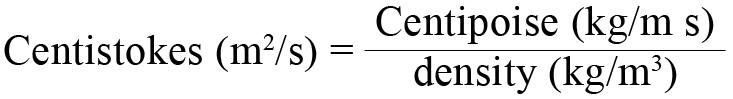 Centistokes (m²/s) = Centipoise (kg/m s)
density (kg/m³)